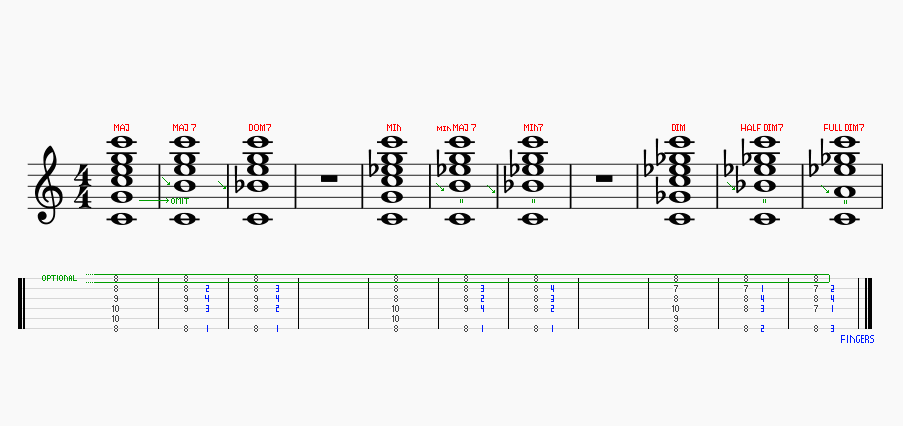 MAJ MAJ 7 DOM7 MIN MIN MAJ 7 MIN7 DIM HALF DIM7 FULL DIM7
4
4
OMIT " " " "
OPTIONAL 8 8 8 8 8 8 8 8 8
8 8 2 8 3 8 8 3 8 4 7 7 1 7 2
9 9 4 9 4 8 8 2 8 3 8 8 4 8 4
10 9 3 8 2 10 9 4 8 2 10 8 3 7 1
10 10 9
8 8 1 8 1 8 8 1 8 1 8 8 2 8 3
FINGERS